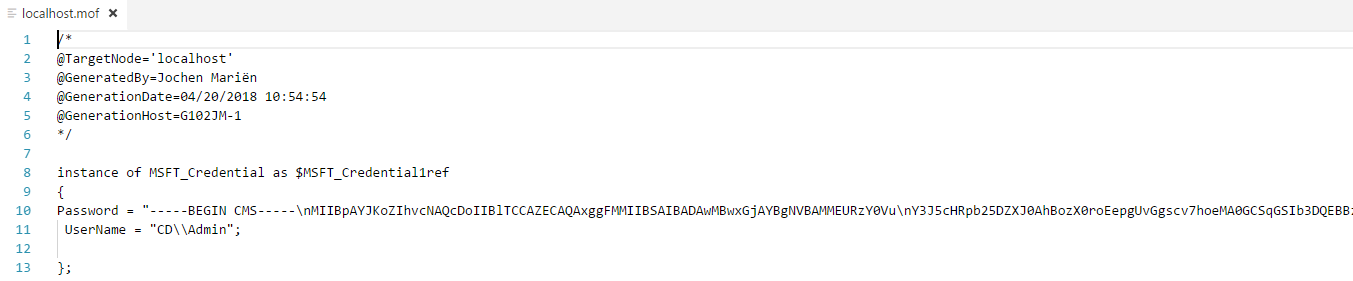 localhost.mof
1 /*
2 @TargetNode='localhost'
3 @GeneratedBy=Jochen Mariën
4 @GenerationDate=04/20/2018 10:54:54
5 @GenerationHost=G102JM-1
6 */
7
8 instance of MSFT_Credential as $MSFT_Credential1ref
9 {
10 Password = "-----BEGIN CMS-----\nMIIBpAYJKoZIhvcNAQcDoIIBlTCCAZECAQAxggFMMIIBSAIBADAwMBwxGjAYBgNVBAMMEURzY0Vu\nY3J5cHRpb25DZXJ0AhBozX0roEepgUvGgscv7hoeMA0GCSqGSIb3DQEBBz
11 UserName = "CD\\Admin";
12
13 };